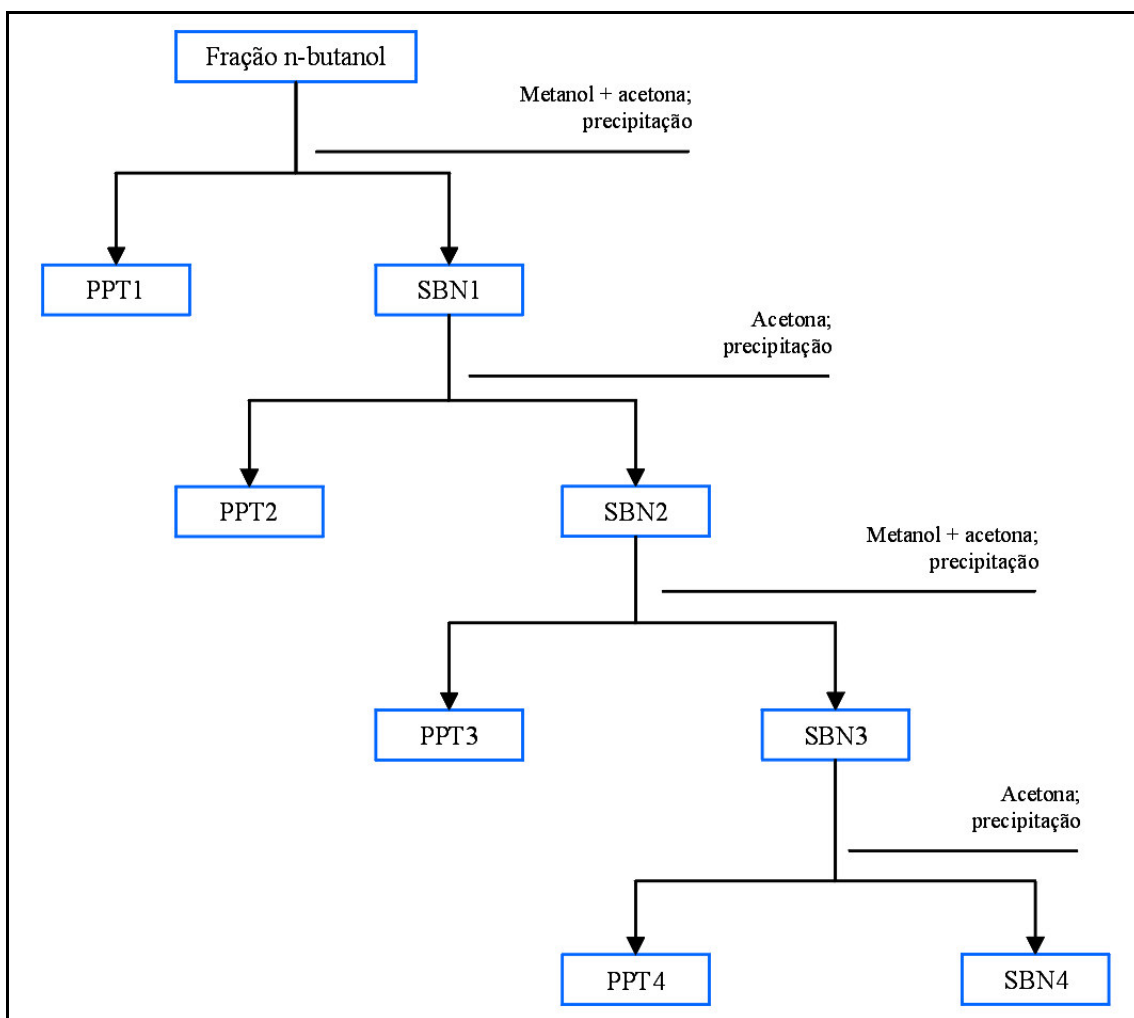 Fração n-butanol
Metanol + acetona;
precipitação
PPT1
SBN1
Acetona;
precipitação
PPT2
SBN2
Metanol + acetona;
precipitação
PPT3
SBN3
Acetona;
precipitação
PPT4
SBN4